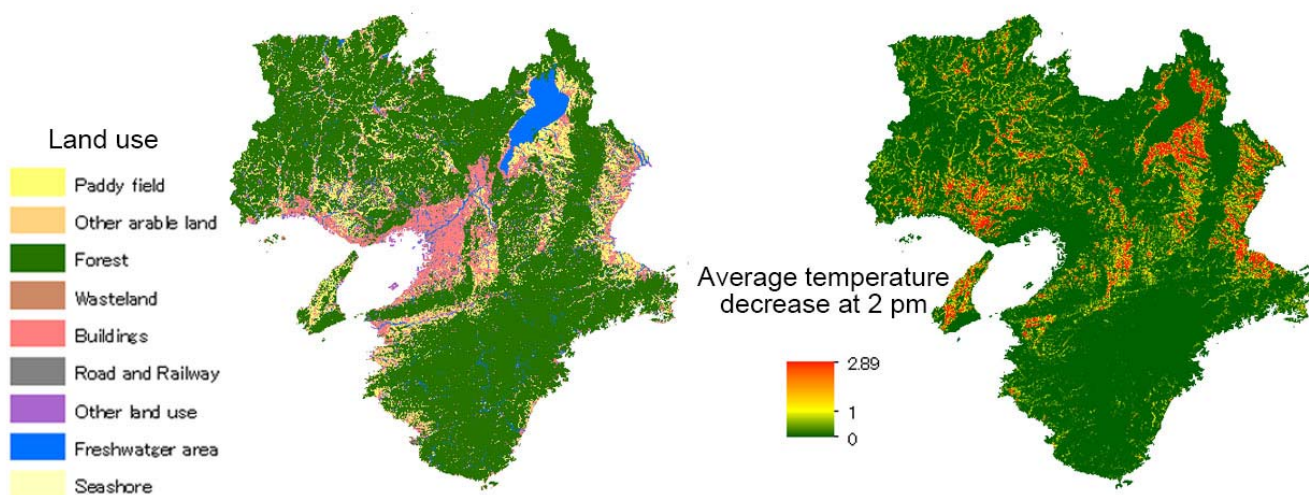 Land use
Paddy field
Other arable land
Forest
Wasteland
Buildings
Road and Railway
Other land use
Freshwatger area
Seashore
Average temperature
decrease at 2 pm
2.89
1
0